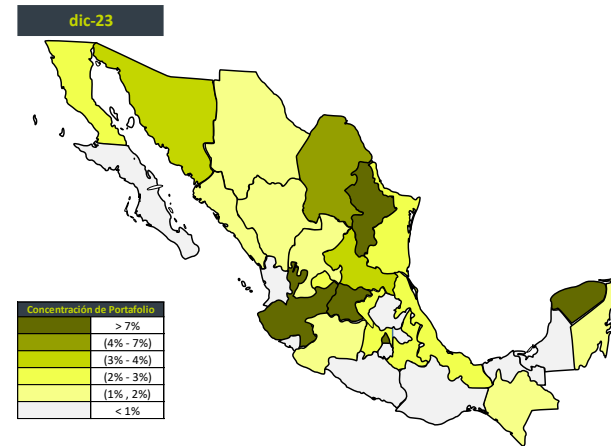 dic-23
Concentración de Portafolio
> 7%
(4% - 7%)
(3% - 4%)
(2% - 3%)
(1% , 2%)
< 1%